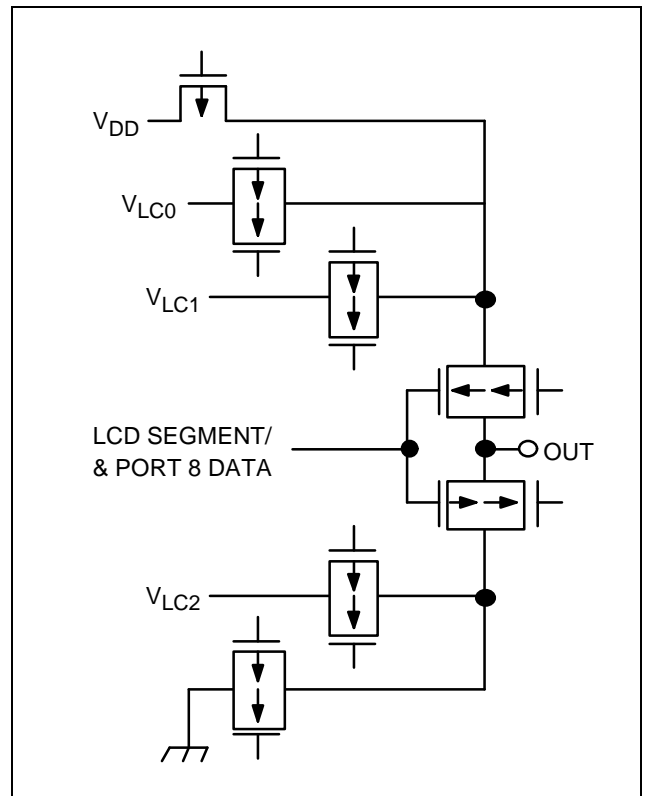 VDD
VLC0
VLC1
LCD SEGMENT/
& PORT 8 DATA
OUT
VLC2